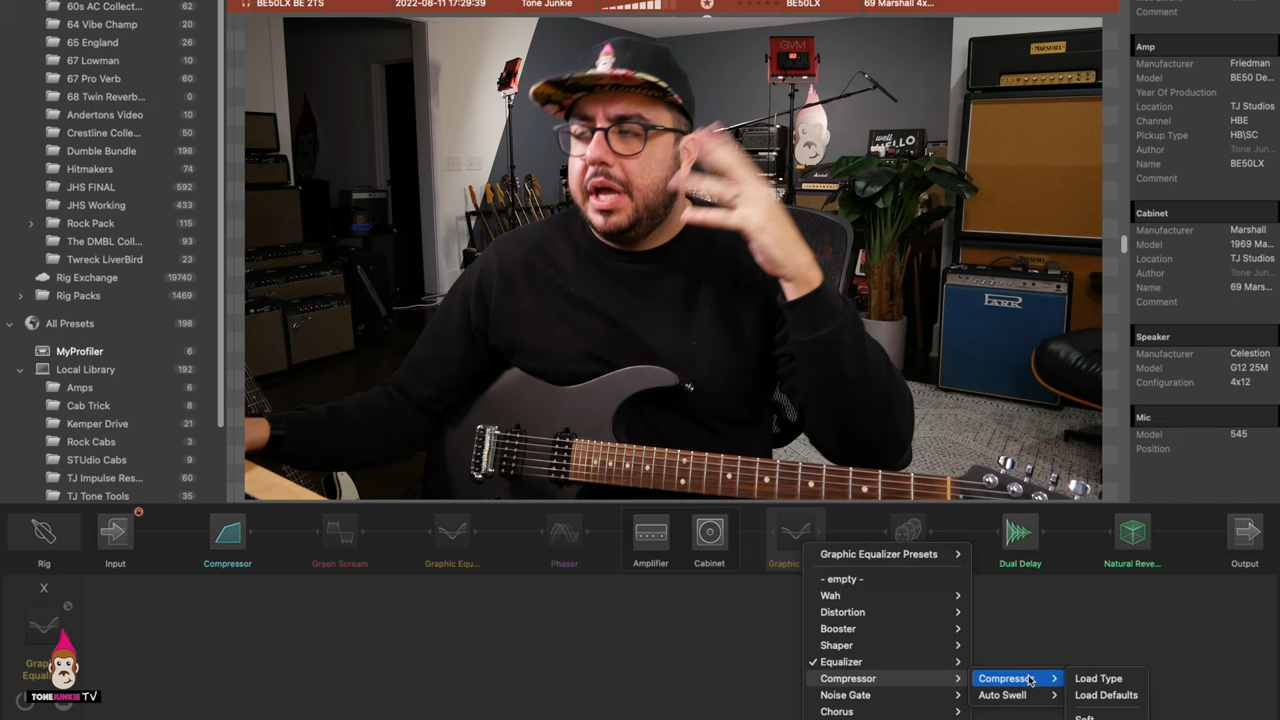 60s AC Collect... 62
64 Vibe Champ 20
65 England 26
67 Lowman 10
67 Pro Verb 60
68 Twin Reverb... 0
Andertons Video 10
Crestline Colle... 50
Dumble Bundle 198
Hitmakers 74
JHS FINAL 592
JHS Working 433
Rock Pack 115
The DMBL Coll... 93
Twreck LiverBird 23
Rig Exchange 19740
Rig Packs 1469
All Presets 198
MyProfiler 6
Local Library 192
Amps 6
Cab Trick 8
Kemper Drive 21
Rock Cabs 3
STUdio Cabs 9
TJ Impulse Res... 60
TJ Tone Tools 35
BE50LX BE 2TS 2022-08-11 17:29:39 Tone Junkie BE50LX 69 Marshall 4x...
GVM
MARSHALL
well
HELLO
PARK
Comment
Amp
Manufacturer Friedman
Model BE50 De...
Year Of Production
Location TJ Studios
Channel HBE
Pickup Type HB\SC
Author Tone Jun...
Name BE50LX
Comment
Cabinet
Manufacturer Marshall
Model 1969 Ma...
Location TJ Studios
Author Tone Jun...
Name 69 Mars...
Comment
Speaker
Manufacturer Celestion
Model G12 25M
Configuration 4x12
Mic
Model 545
Position
Rig
Input
Compressor
Green Scream
Graphic Equ...
Phaser
Amplifier
Cabinet
Graphic
Dual Delay
Natural Reve...
Output
X
Grap
Equal
TONEJUNKIE TV
Graphic Equalizer Presets
- empty -
Wah
Distortion
Booster
Shaper
Equalizer
Compressor
Noise Gate
Chorus
Compressor
Auto Swell
Load Type
Load Defaults
Soft